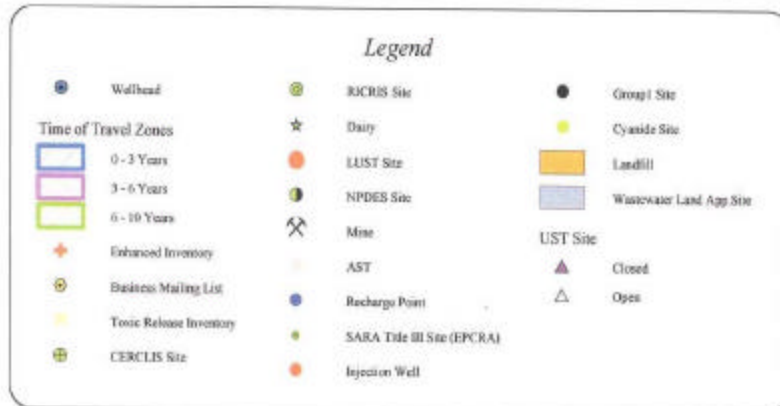 Legend
Wellhead
Time of Travel Zones
0 - 3 Years
3 - 6 Years
6 - 10 Years
Enhanced Inventory
Business Mailing List
Toxic Release Inventory
CERCLIS Site
RICRIS Site
Dairy
LUST Site
NPDES Site
Mine
AST
Recharge Point
SARA Title III Site (EPCRA)
Injection Well
Group1 Site
Cyanide Site
Landfill
Wastewater Land App Site
UST Site
Closed
Open